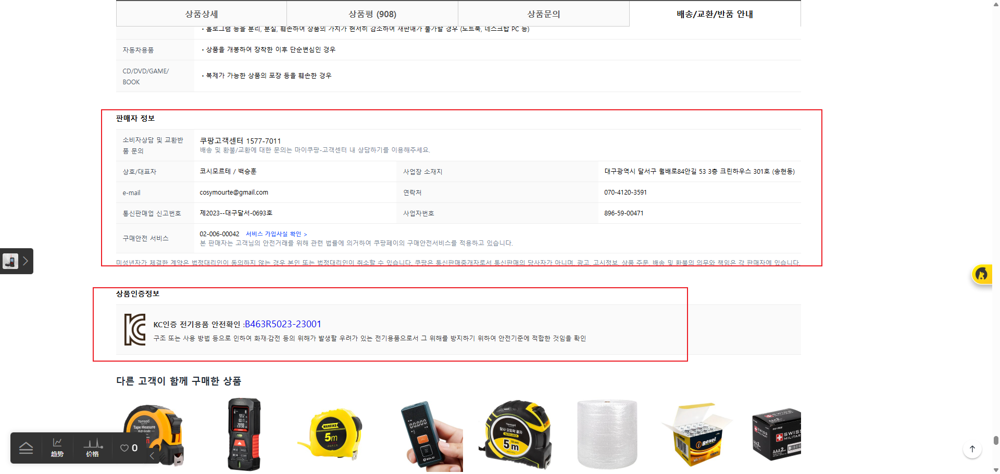 상품상세
상품평 (908)
상품문의
배송/교환/반품 안내
• 홀로그램 등을 분리, 분실, 훼손하여 상품의 가치가 현저히 감소하여 재판매가 불가할 경우 (노트북, 데스크탑 PC 등)
자동차용품
• 상품을 개봉하여 장착한 이후 단순변심인 경우
CD/DVD/GAME/
BOOK
• 복제가 가능한 상품의 포장 등을 훼손한 경우
판매자 정보
소비자상담 및 교환반
품 문의
쿠팡고객센터 1577-7011
배송 및 환불/교환에 대한 문의는 마이쿠팡-고객센터 내 상담하기를 이용해주세요.
상호/대표자
코시모르테 / 백승훈
사업장 소재지
대구광역시 달서구 월배로84안길 53 3층 크린하우스 301호 (송현동)
e-mail
cosymourte@gmail.com
연락처
070-4120-3591
통신판매업 신고번호
제2023--대구달서-0693호
사업자번호
896-59-00471
구매안전 서비스
02-006-00042 서비스 가입사실 확인 >
본 판매자는 고객님의 안전거래를 위해 관련 법률에 의거하여 쿠팡페이의 구매안전서비스를 적용하고 있습니다.
미성년자가 체결한 계약은 법정대리인이 동의하지 않는 경우 본인 또는 법정대리인이 취소할 수 있습니다. 쿠팡은 통신판매중개자로서 통신판매의 당사자가 아니며, 광고, 고시정보, 상품 주문, 배송 및 환불의 의무와 책임은 각 판매자에 있습니다.
상품인증정보
KC인증 전기용품 안전확인 :B463R5023-23001
구조 또는 사용 방법 등으로 인하여 화재·감전 등의 위해가 발생할 우려가 있는 전기용품으로서 그 위해를 방지하기 위하여 안전기준에 적합한 것임을 확인
다른 고객이 함께 구매한 상품
Tamsaa
Tape Measure
High Grade
MAREIKE
5m
00.000
SOLID
Tamsaa
탐사 오토락 줄자
AUTO LOCK
5m
Bexel
SWISS
MILITARY
AAA2
趋势
价格
0